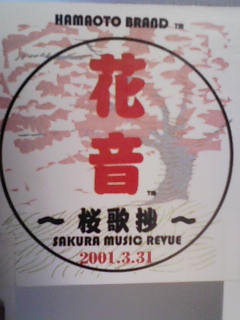 HAMAOTO BRAND TM
花
音 TM
～ 桜歌抄 ～
SAKURA MUSIC REVUE
2001.3.31